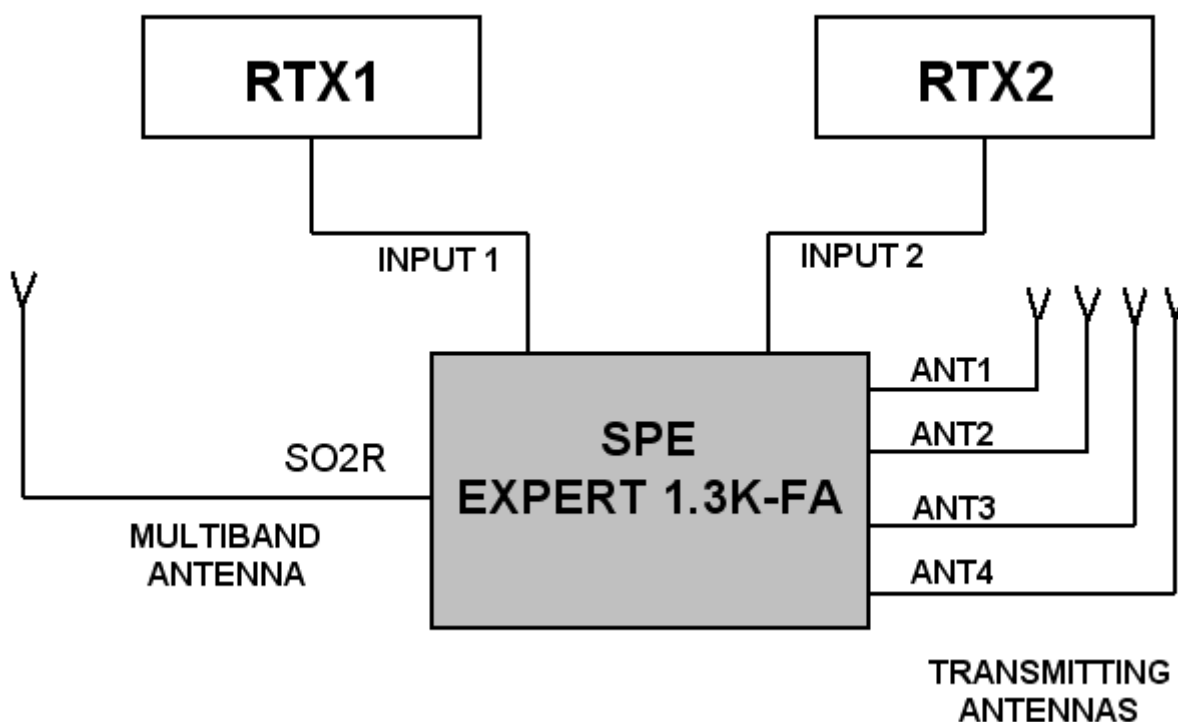 RTX1
RTX2
INPUT 1
INPUT 2
ANT1
SPE
ANT2
SO2R
EXPERT 1.3K-FA
ANT3
MULTIBAND
ANTENNA
ANT4
TRANSMITTING
ANTENNAS